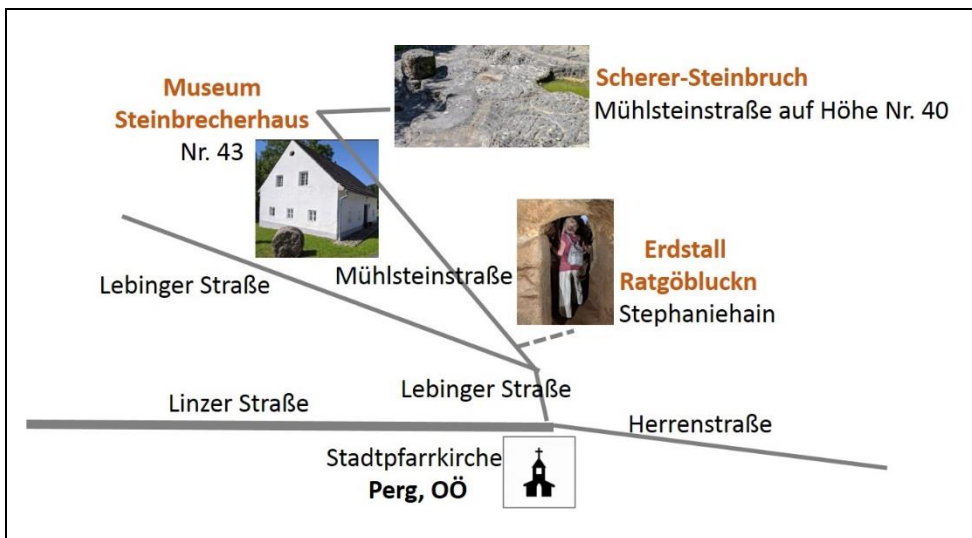 Museum
Steinbrecherhaus
Nr. 43
Scherer-Steinbruch
Mühlsteinstraße auf Höhe Nr. 40
Erdstall
Ratgöbluckn
Stephaniehain
Mühlsteinstraße
Lebinger Straße
Lebinger Straße
Linzer Straße
Herrenstraße
Stadtpfarrkirche
Perg, OÖ